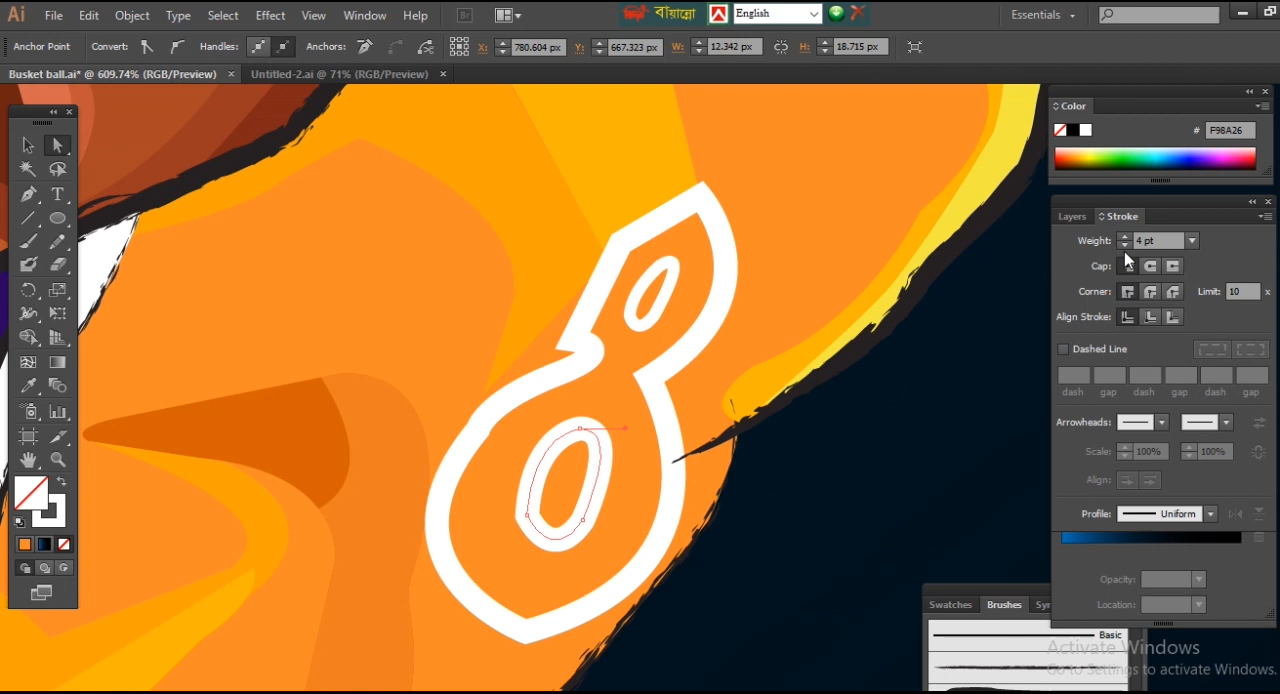 Ai File Edit Object Type Select Effect View Window Help Br বায়ান্নো English Essentials
Anchor Point Convert: Handles: Anchors: X: 780.604 px Y: 667.323 px W: 12.342 px H: 18.715 px
Busket ball.ai* @ 609.74% (RGB/Preview) × Untitled-2.ai @ 71% (RGB/Preview) ×
Color
# F98A26
Layers Stroke
Weight: 4 pt
Cap:
Corner: Limit: 10 x
Align Stroke:
Dashed Line
dash gap dash gap dash gap
Arrowheads:
Scale: 100% 100%
Align:
Profile: Uniform
Opacity:
Location:
Swatches Brushes Syr
Basic
Activate Windows
Go to Settings to activate Windows.
8